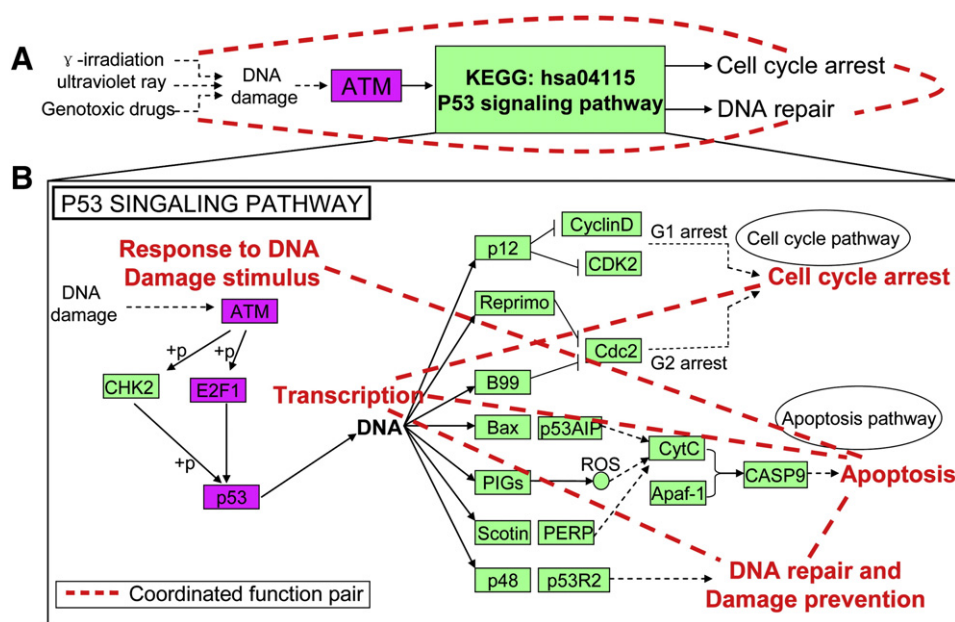 A
γ-irradiation
ultraviolet ray
Genotoxic drugs
DNA
damage
ATM
KEGG: hsa04115
P53 signaling pathway
Cell cycle arrest
DNA repair
B
P53 SINGALING PATHWAY
Response to DNA
Damage stimulus
DNA
damage
ATM
+p
+p
CHK2
E2F1
+p
p53
Transcription
DNA
p12
CyclinD
CDK2
G1 arrest
Cell cycle pathway
Cell cycle arrest
Reprimo
Cdc2
G2 arrest
B99
Bax
p53AIP
Apoptosis pathway
CytC
ROS
PIGs
Apaf-1
CASP9
Apoptosis
Scotin
PERP
p48
p53R2
DNA repair and
Damage prevention
Coordinated function pair